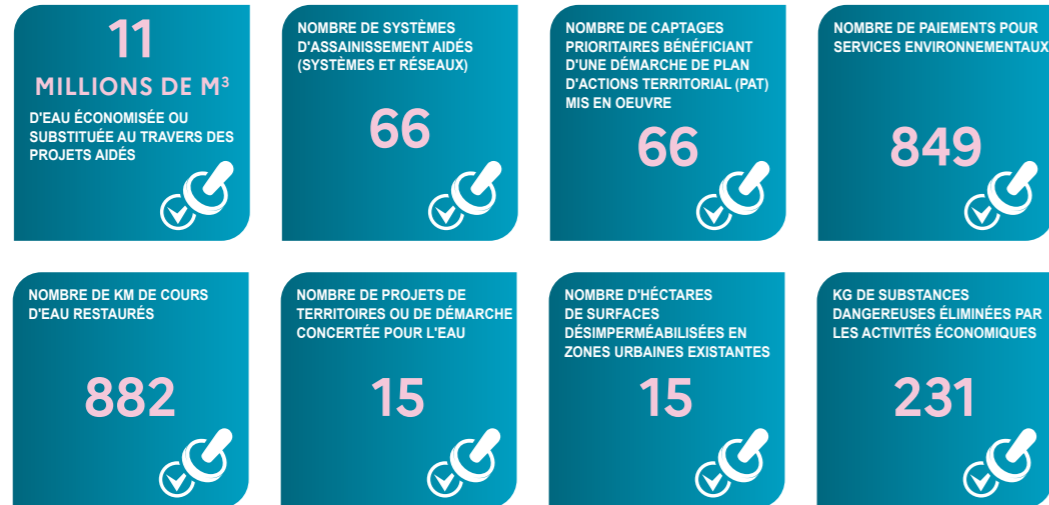 11
MILLIONS DE M³
D'EAU ÉCONOMISÉE OU
SUBSTITUÉE AU TRAVERS DES
PROJETS AIDÉS
NOMBRE DE SYSTÈMES
D'ASSAINISSEMENT AIDÉS
(SYSTÈMES ET RÉSEAUX)
66
NOMBRE DE CAPTAGES
PRIORITAIRES BÉNÉFICIANT
D'UNE DÉMARCHE DE PLAN
D'ACTIONS TERRITORIAL (PAT)
MIS EN OEUVRE
66
NOMBRE DE PAIEMENTS POUR
SERVICES ENVIRONNEMENTAUX
849
NOMBRE DE KM DE COURS
D'EAU RESTAURÉS
882
NOMBRE DE PROJETS DE
TERRITOIRES OU DE DÉMARCHE
CONCERTÉE POUR L'EAU
15
NOMBRE D'HÉCTARES
DE SURFACES
DÉSIMPERMÉABILISÉES EN
ZONES URBAINES EXISTANTES
15
KG DE SUBSTANCES
DANGEREUSES ÉLIMINÉES PAR
LES ACTIVITÉS ÉCONOMIQUES
231